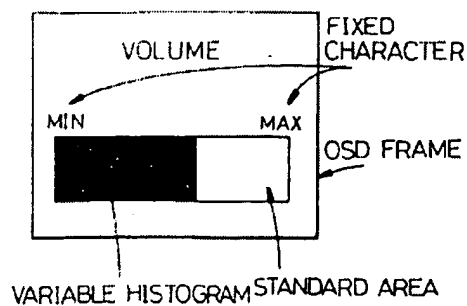 FIXED
CHARACTER
VOLUME
MIN
MAX
OSD FRAME
VARIABLE HISTOGRAM
STANDARD AREA